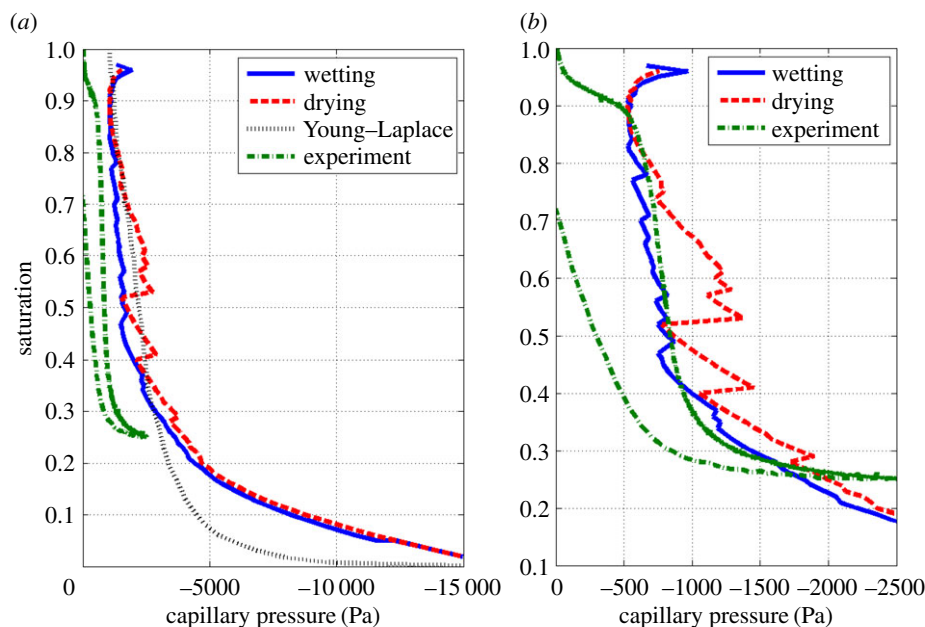 (a)
1.0
0.9
0.8
0.7
0.6
0.5
0.4
0.3
0.2
0.1
saturation
0
−5000
−10 000
−15 000
capillary pressure (Pa)
wetting
drying
Young–Laplace
experiment
(b)
1.0
0.9
0.8
0.7
0.6
0.5
0.4
0.3
0.2
0.1
0
−500
−1000
−1500
−2000
−2500
capillary pressure (Pa)
wetting
drying
experiment